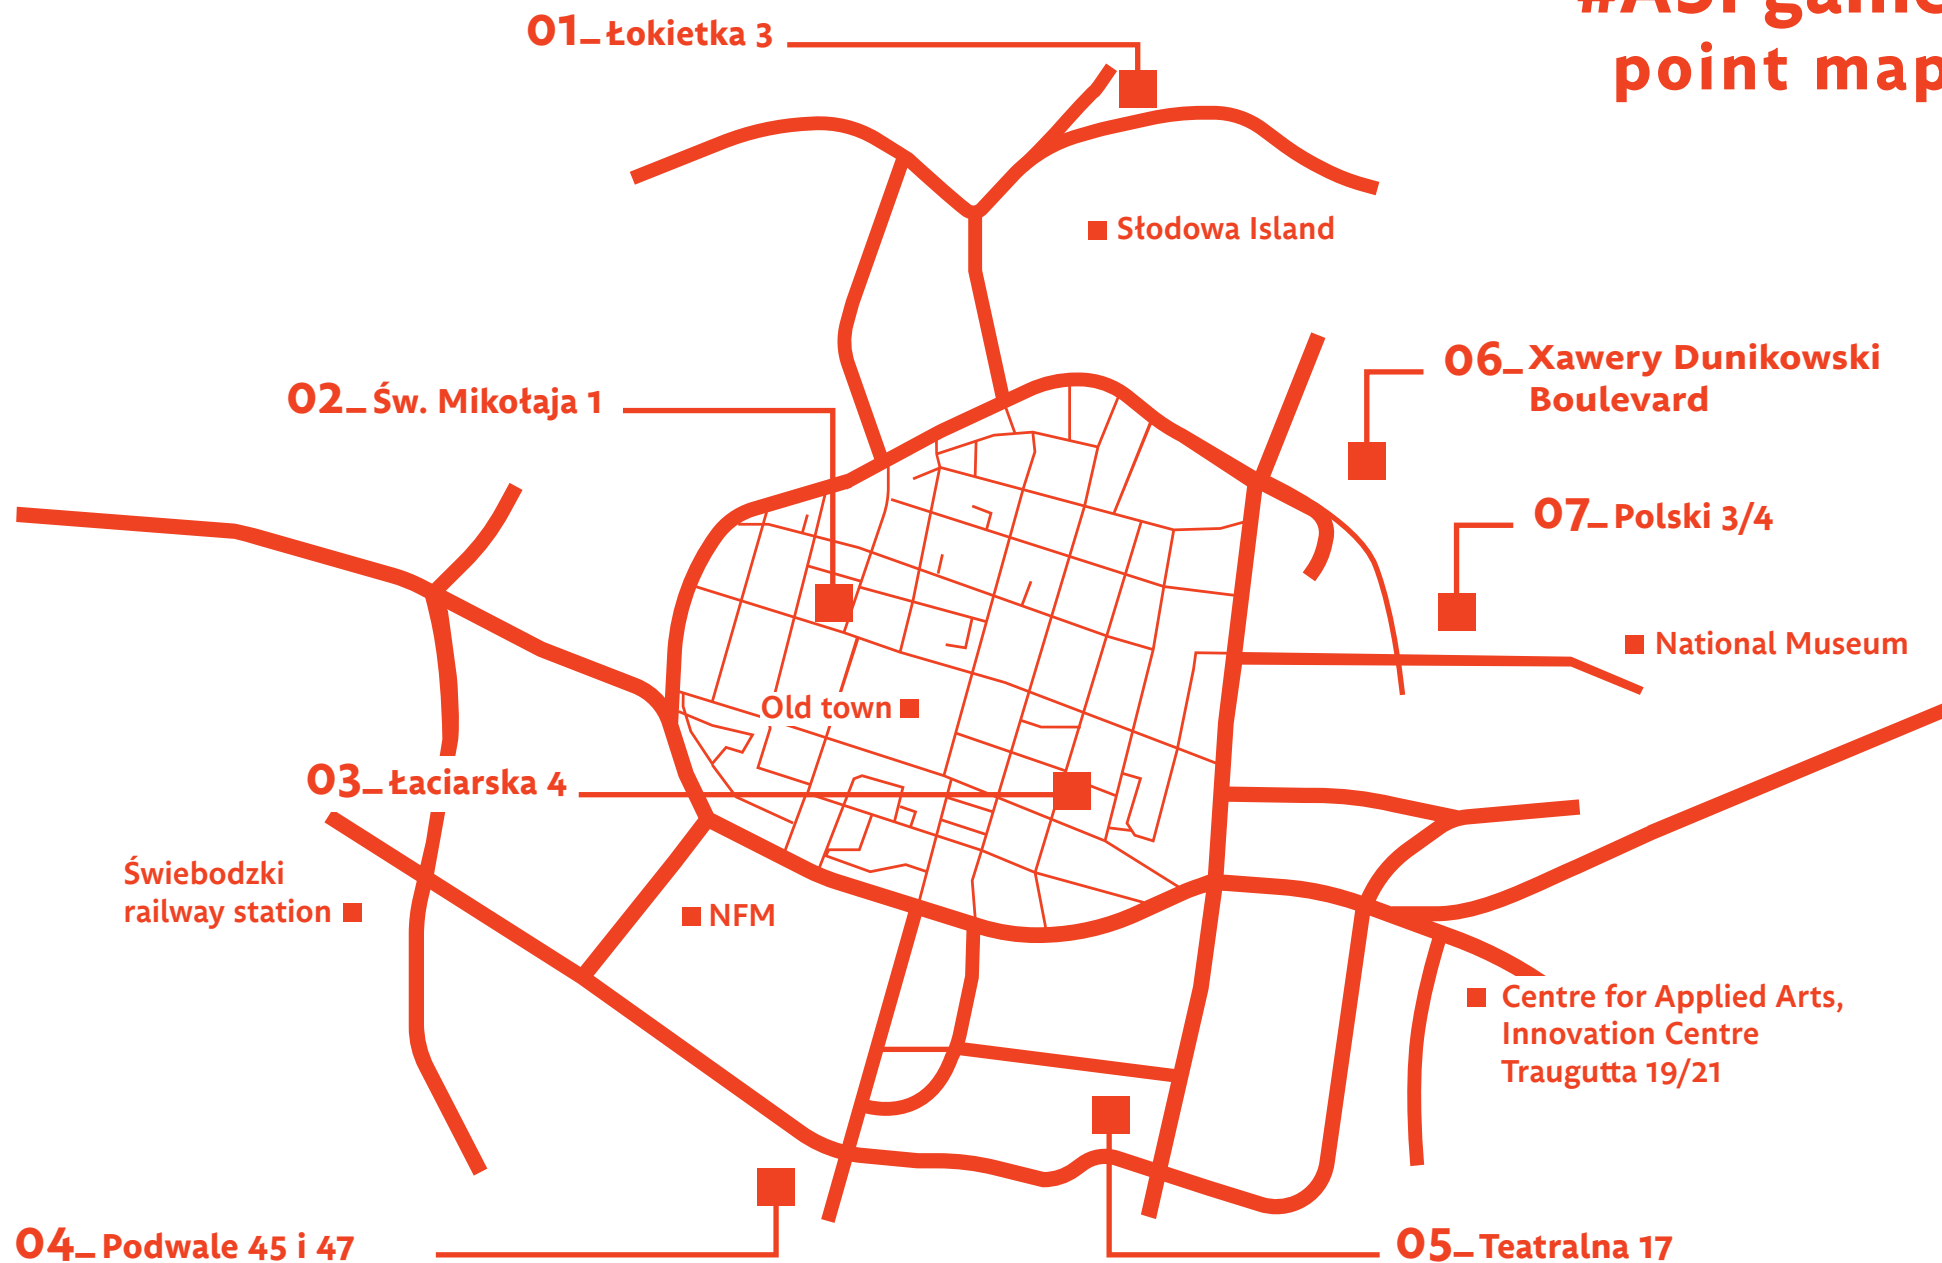 point map
01_Łokietka 3
Słodowa Island
06_Xawery Dunikowski
Boulevard
02_Św. Mikołaja 1
07_Polski 3/4
National Museum
Old town
03_Łaciarska 4
Świebodzki
railway station
NFM
Centre for Applied Arts,
Innovation Centre
Traugutta 19/21
04_Podwale 45 i 47
05_Teatralna 17